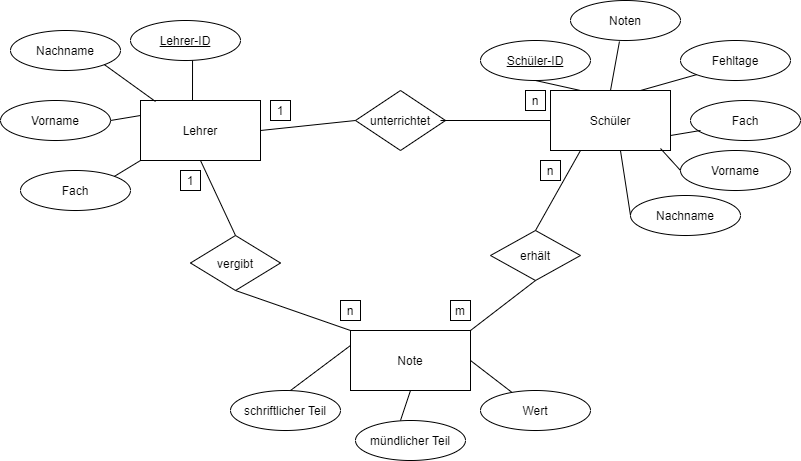 Noten
Lehrer-ID
Nachname
Schüler-ID
Fehltage
Vorname
Lehrer
1
unterrichtet
n
Schüler
Fach
Fach
1
n
Vorname
Nachname
vergibt
erhält
n
m
Note
schriftlicher Teil
mündlicher Teil
Wert